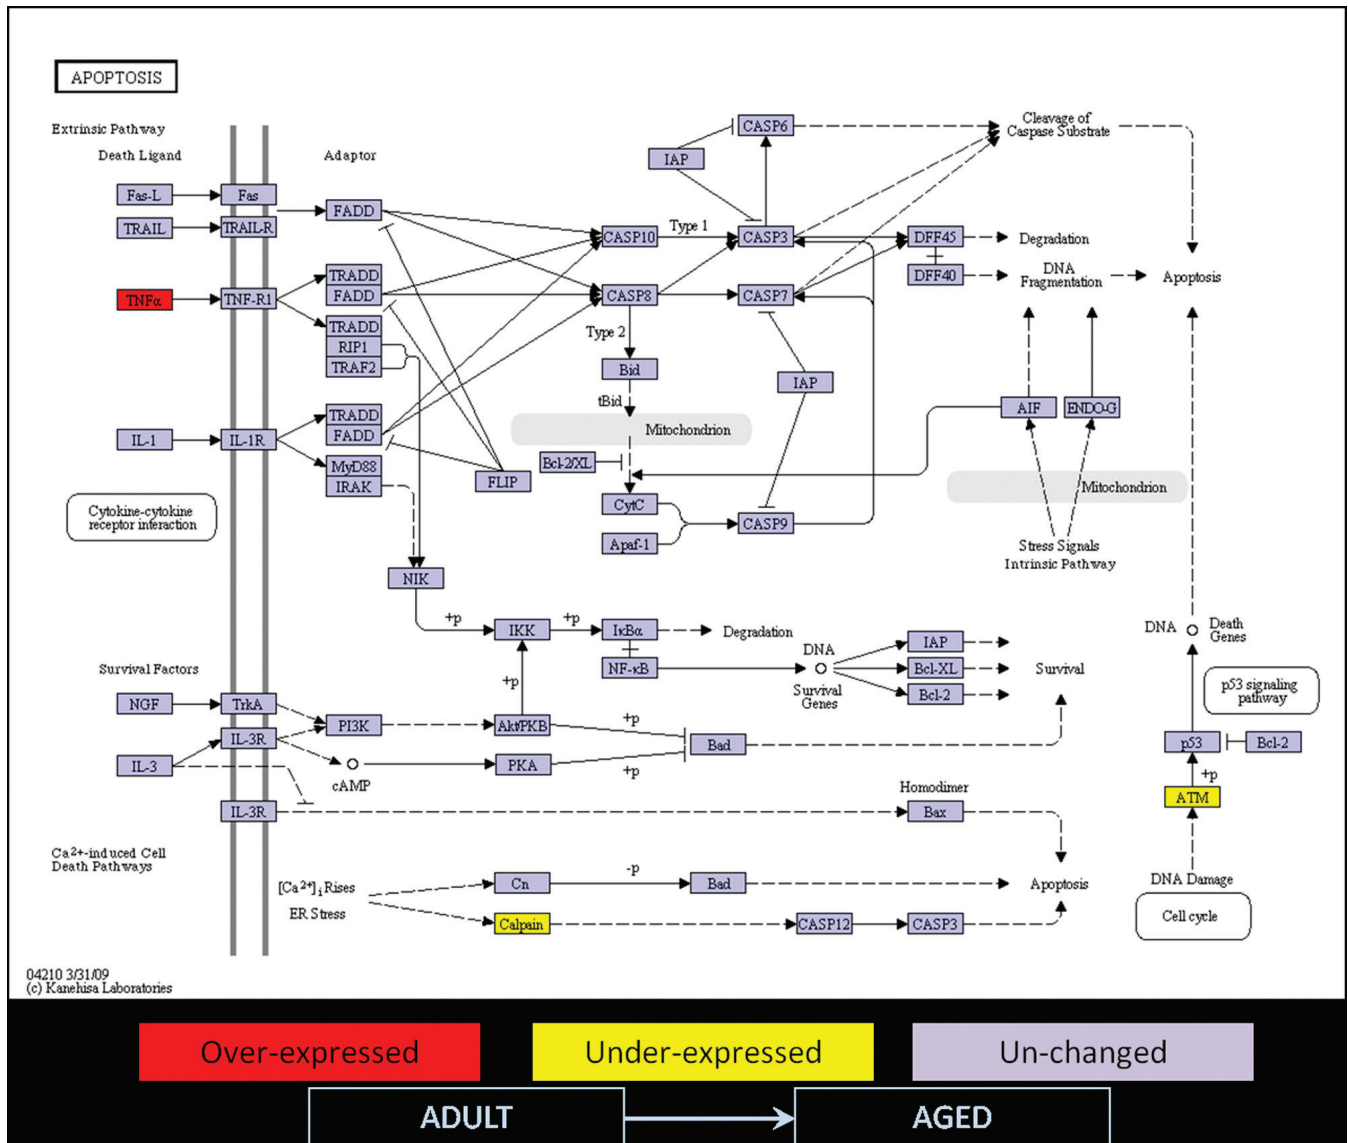 APOPTOSIS
Extrinsic Pathway
Death Ligand
Adaptor
Fas-L
Fas
TRAIL
TRAIL-R
FADD
TNFα
TNF-R1
TRADD
FADD
TRADD
RIP1
TRAF2
IL-1
IL-1R
TRADD
FADD
MyD88
IRAK
FLIP
Cytokine-cytokine
receptor interaction
CASP6
IAP
CASP10
Type 1
CASP3
CASP8
CASP7
Type 2
Bid
tBid
Mitochondrion
Bcl-2/XL
CytC
Apaf-1
CASP9
IAP
Cleavage of
Caspase Substrate
DFF45
Degradation
DFF40
DNA
Fragmentation
Apoptosis
AIF
ENDO-G
Mitochondrion
Stress Signals
Intrinsic Pathway
NIK
+p
IKK
+p
IκBα
Degradation
NF-κB
DNA
Survival
Genes
IAP
Bcl-XL
Bcl-2
Survival
DNA
Death
Genes
p53 signaling
pathway
p53
Bcl-2
+p
ATM
DNA Damage
Cell cycle
Survival Factors
NGF
TrkA
PI3K
+p
Akt/PKB
+p
Bad
IL-3R
IL-3
cAMP
PKA
+p
IL-3R
Homodimer
Bax
Ca2+-induced Cell
Death Pathways
[Ca2+]i Rises
ER Stress
Cn
-p
Bad
Apoptosis
Calpain
CASP12
CASP3
04210 3/31/09
(c) Kanehisa Laboratories
Over-expressed
Under-expressed
Un-changed
ADULT
AGED